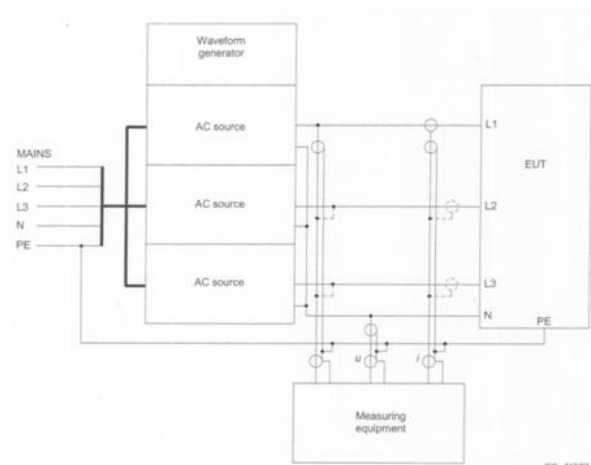 Waveform
generator
AC source
L1
EUT
MAINS
L1
L2
AC source
L2
L3
N
PE
AC source
L3
N
PE
u
i
Measuring
equipment